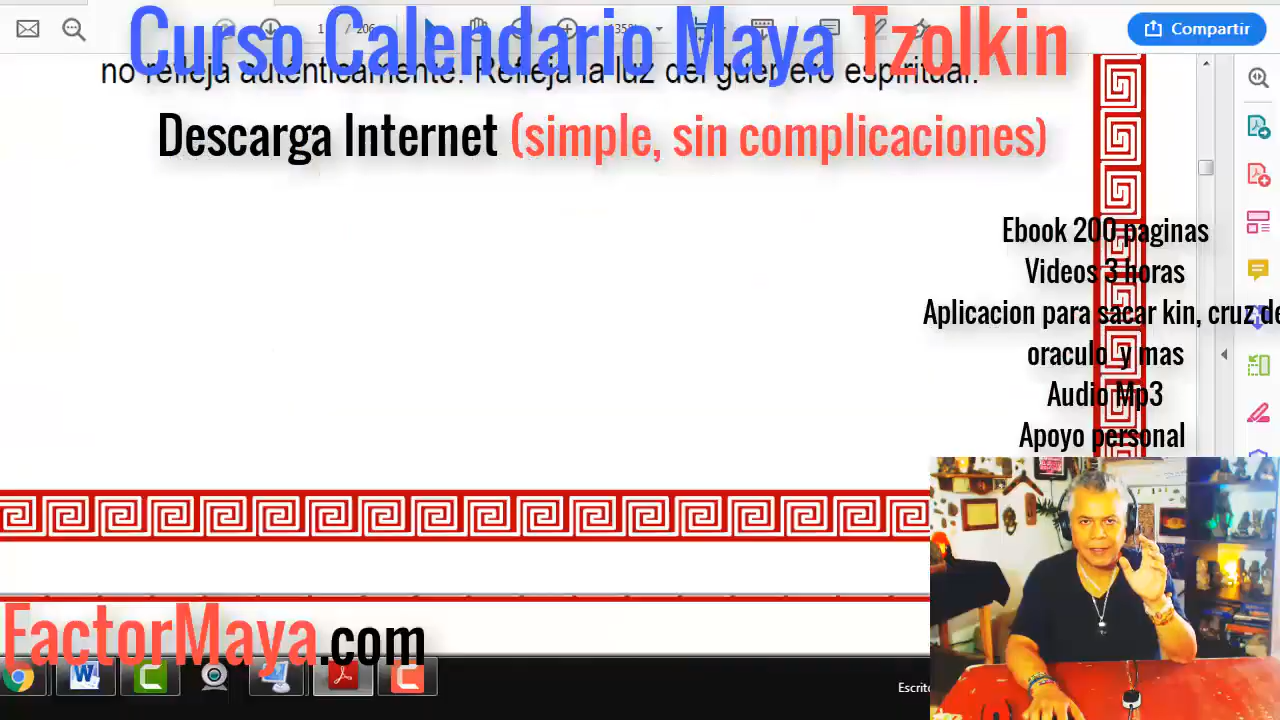 Curso Calendario Maya Tzolkin
Compartir
no refleja auténticamente. Refleja la luz del guerrero espiritual.
Descarga Internet (simple, sin complicaciones)
Ebook 200 paginas
Videos 3 horas
Aplicacion para sacar kin, cruz de
oraculo y mas
Audio Mp3
Apoyo personal
FactorMaya.com